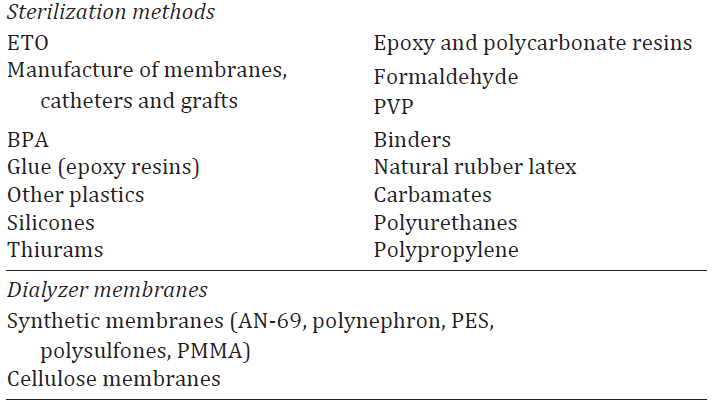 Sterilization methods
ETO
Manufacture of membranes,
catheters and grafts
BPA
Glue (epoxy resins)
Other plastics
Silicones
Thiurams
Epoxy and polycarbonate resins
Formaldehyde
PVP
Binders
Natural rubber latex
Carbamates
Polyurethanes
Polypropylene
Dialyzer membranes
Synthetic membranes (AN-69, polynephron, PES,
polysulfones, PMMA)
Cellulose membranes